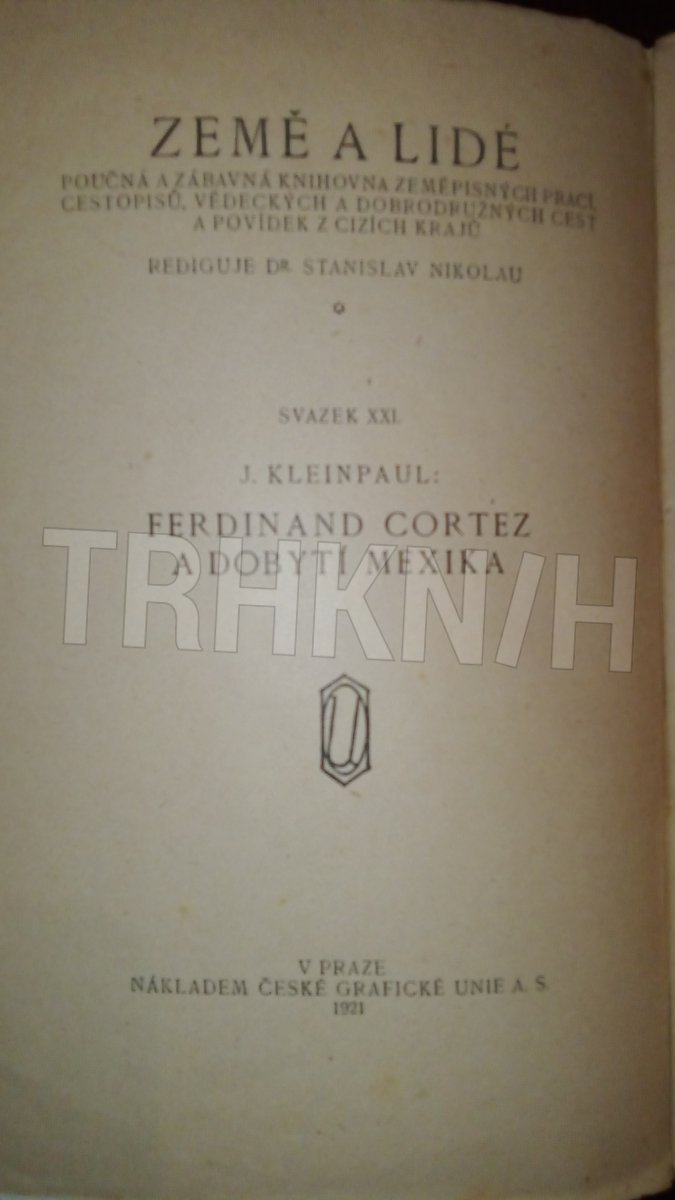 ZEMĚ A LIDÉ
POUČNÁ A ZÁBAVNÁ KNIHOVNA ZEMĚPISNÝCH PRACÍ,
CESTOPISŮ, VĚDECKÝCH A DOBRODRUŽNÝCH CEST
A POVÍDEK Z CIZÍCH KRAJŮ
REDIGUJE DR. STANISLAV NIKOLAU
SVAZEK XXI.
J. KLEINPAUL:
FERDINAND CORTEZ
A DOBYTÍ MEXIKA
TRHKN/H
V PRAZE
NÁKLADEM ČESKÉ GRAFICKÉ UNIE A. S.
1921